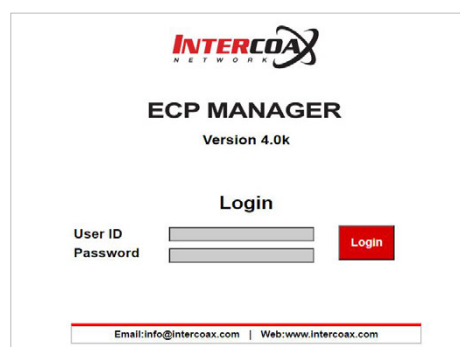 INTERCOAX
NETWORK
ECP MANAGER
Version 4.0k
Login
User ID
Login
Password
Email:info@intercoax.com | Web:www.intercoax.com